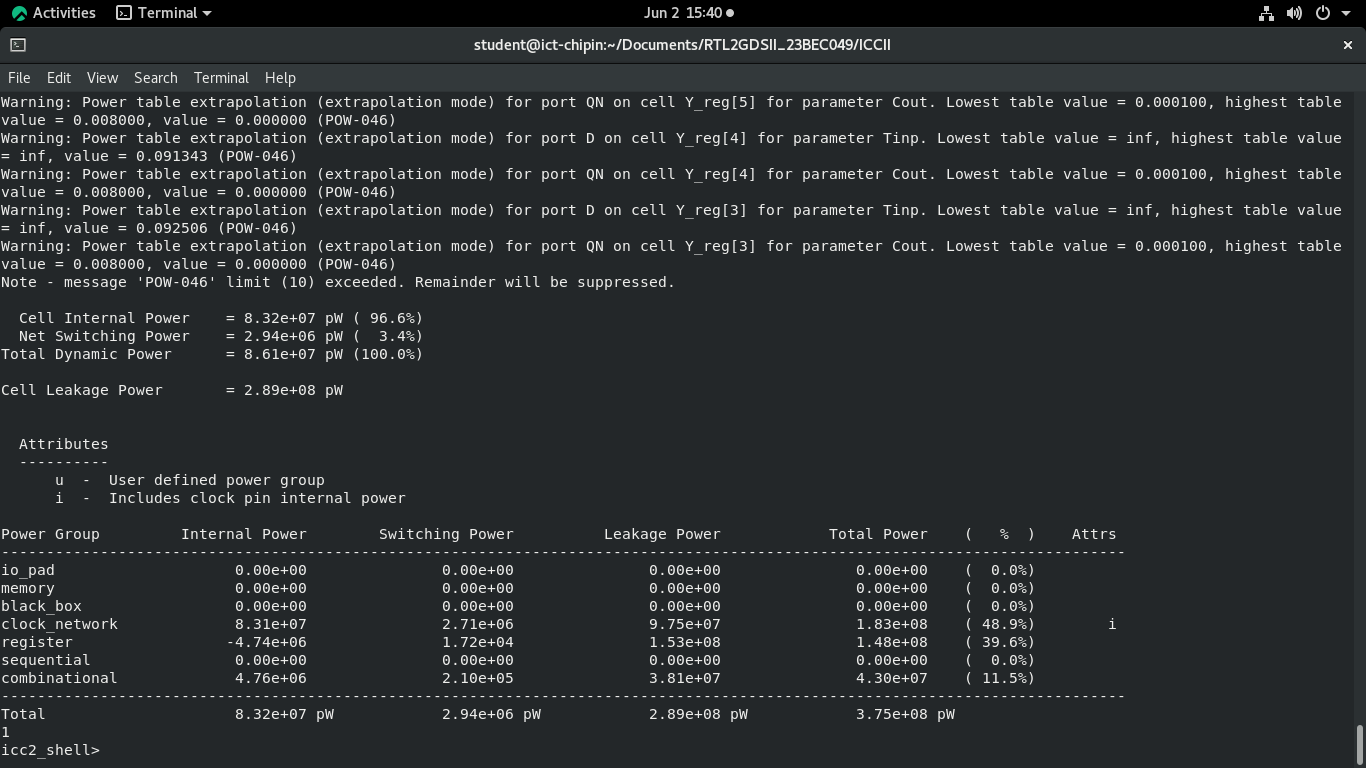 Activities
Terminal
Jun 2 15:40
student@ict-chipin:~/Documents/RTL2GDSII_23BEC049/ICCII
×
File Edit View Search Terminal Help
Warning: Power table extrapolation (extrapolation mode) for port QN on cell Y_reg[5] for parameter Cout. Lowest table value = 0.000100, highest table
value = 0.008000, value = 0.000000 (POW-046)
Warning: Power table extrapolation (extrapolation mode) for port D on cell Y_reg[4] for parameter Tinp. Lowest table value = inf, highest table value
= inf, value = 0.091343 (POW-046)
Warning: Power table extrapolation (extrapolation mode) for port QN on cell Y_reg[4] for parameter Cout. Lowest table value = 0.000100, highest table
value = 0.008000, value = 0.000000 (POW-046)
Warning: Power table extrapolation (extrapolation mode) for port D on cell Y_reg[3] for parameter Tinp. Lowest table value = inf, highest table value
= inf, value = 0.092506 (POW-046)
Warning: Power table extrapolation (extrapolation mode) for port QN on cell Y_reg[3] for parameter Cout. Lowest table value = 0.000100, highest table
value = 0.008000, value = 0.000000 (POW-046)
Note - message 'POW-046' limit (10) exceeded. Remainder will be suppressed.
Cell Internal Power = 8.32e+07 pW ( 96.6%)
Net Switching Power = 2.94e+06 pW ( 3.4%)
Total Dynamic Power = 8.61e+07 pW (100.0%)
Cell Leakage Power = 2.89e+08 pW
Attributes
----------
u - User defined power group
i - Includes clock pin internal power
Power Group Internal Power Switching Power Leakage Power Total Power ( % ) Attrs
-----------------------------------------------------------------------------------------------------------------------------
io_pad 0.00e+00 0.00e+00 0.00e+00 0.00e+00 ( 0.0%)
memory 0.00e+00 0.00e+00 0.00e+00 0.00e+00 ( 0.0%)
black_box 0.00e+00 0.00e+00 0.00e+00 0.00e+00 ( 0.0%)
clock_network 8.31e+07 2.71e+06 9.75e+07 1.83e+08 ( 48.9%) i
register -4.74e+06 1.72e+04 1.53e+08 1.48e+08 ( 39.6%)
sequential 0.00e+00 0.00e+00 0.00e+00 0.00e+00 ( 0.0%)
combinational 4.76e+06 2.10e+05 3.81e+07 4.30e+07 ( 11.5%)
-----------------------------------------------------------------------------------------------------------------------------
Total 8.32e+07 pW 2.94e+06 pW 2.89e+08 pW 3.75e+08 pW
1
icc2_shell>